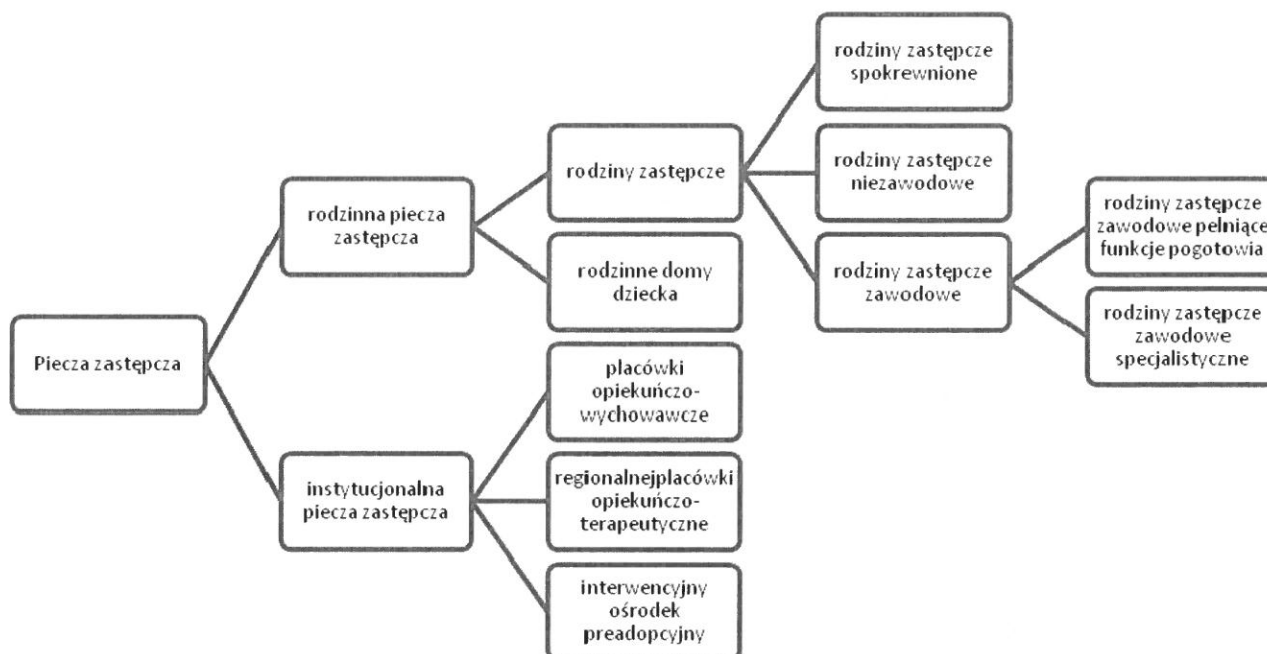 Piecza zastępcza
rodzinna piecza
zastępcza
instytucjonalna
piecza zastępcza
rodziny zastępcze
rodzinne domy
dziecka
placówki
opiekuńczo-
wychowawcze
regionalnejplacówki
opiekuńczo-
terapeutyczne
interwencyjny
ośrodek
preadopcyjny
rodziny zastępcze
spokrewnione
rodziny zastępcze
niezawodowe
rodziny zastępcze
zawodowe
rodziny zastępcze
zawodowe pełniące
funkcje pogotowia
rodziny zastępcze
zawodowe
specjalistyczne